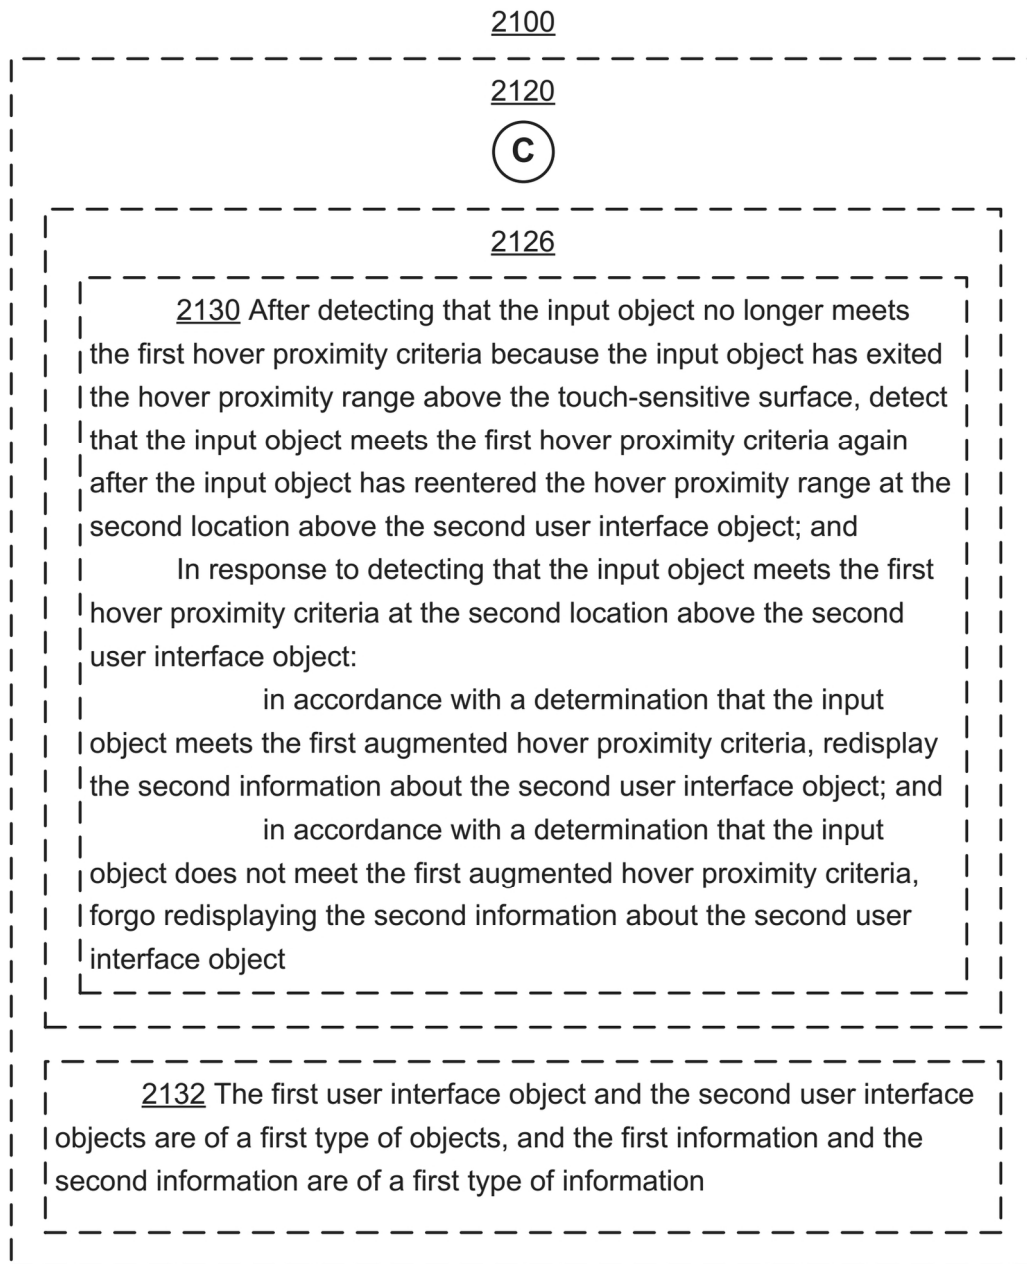 2100
2120
C
2126
2130 After detecting that the input object no longer meets
the first hover proximity criteria because the input object has exited
the hover proximity range above the touch-sensitive surface, detect
that the input object meets the first hover proximity criteria again
after the input object has reentered the hover proximity range at the
second location above the second user interface object; and
In response to detecting that the input object meets the first
hover proximity criteria at the second location above the second
user interface object:
in accordance with a determination that the input
object meets the first augmented hover proximity criteria, redisplay
the second information about the second user interface object; and
in accordance with a determination that the input
object does not meet the first augmented hover proximity criteria,
forgo redisplaying the second information about the second user
interface object
2132 The first user interface object and the second user interface
objects are of a first type of objects, and the first information and the
second information are of a first type of information